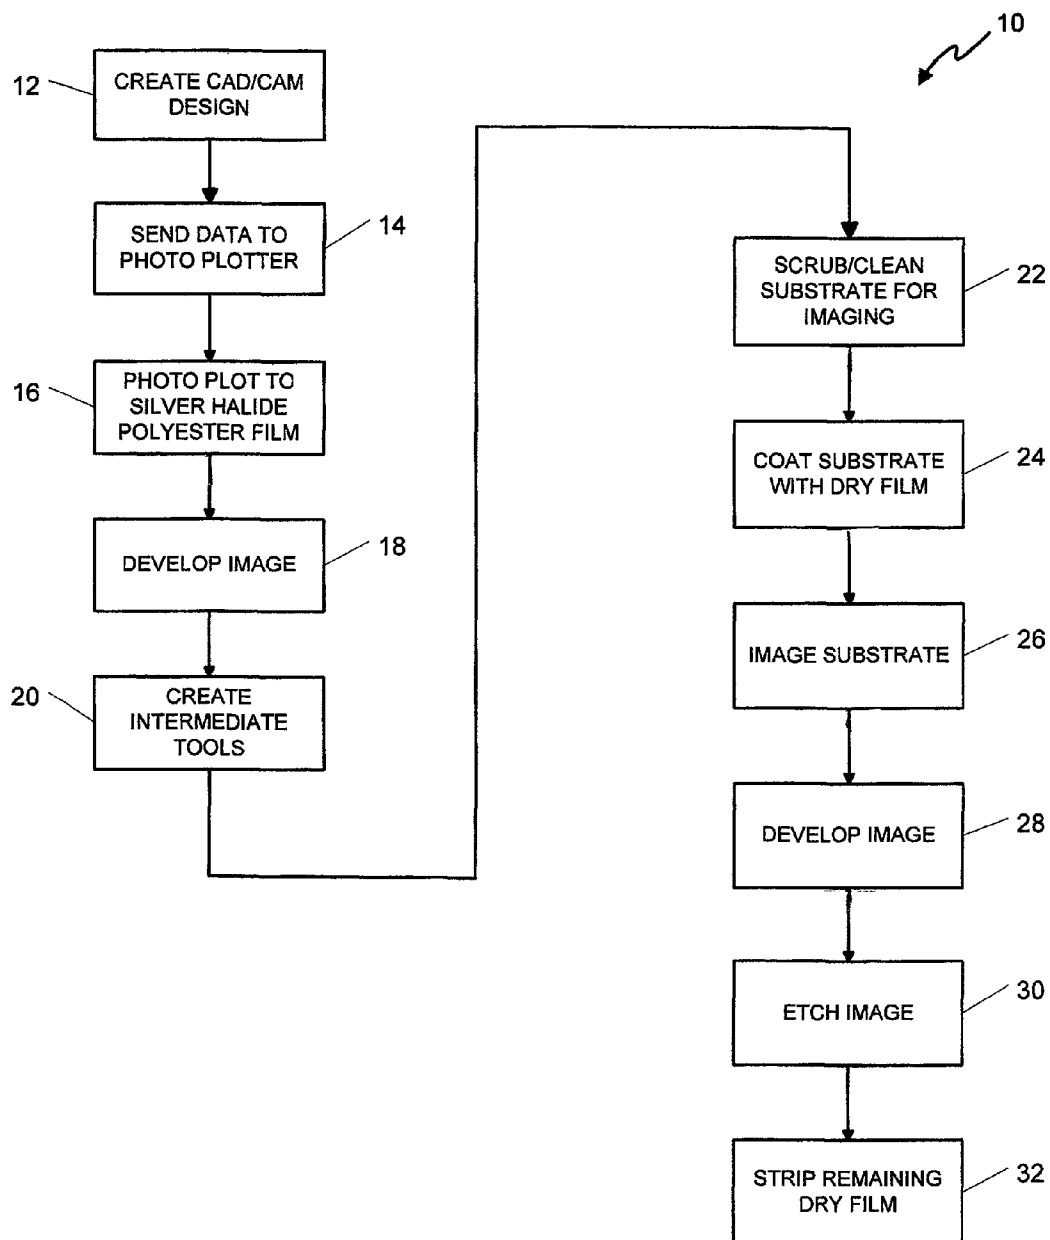 10
12
CREATE CAD/CAM
DESIGN
SEND DATA TO
PHOTO PLOTTER
14
16
PHOTO PLOT TO
SILVER HALIDE
POLYESTER FILM
DEVELOP IMAGE
18
20
CREATE
INTERMEDIATE
TOOLS
SCRUB/CLEAN
SUBSTRATE FOR
IMAGING
22
COAT SUBSTRATE
WITH DRY FILM
24
IMAGE SUBSTRATE
26
DEVELOP IMAGE
28
ETCH IMAGE
30
STRIP REMAINING
DRY FILM
32